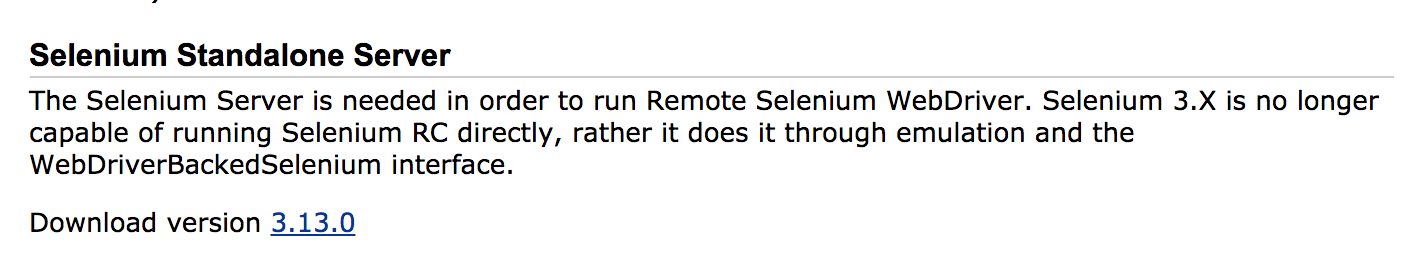 Selenium Standalone Server
The Selenium Server is needed in order to run Remote Selenium WebDriver. Selenium 3.X is no longer
capable of running Selenium RC directly, rather it does it through emulation and the
WebDriverBackedSelenium interface.
Download version 3.13.0